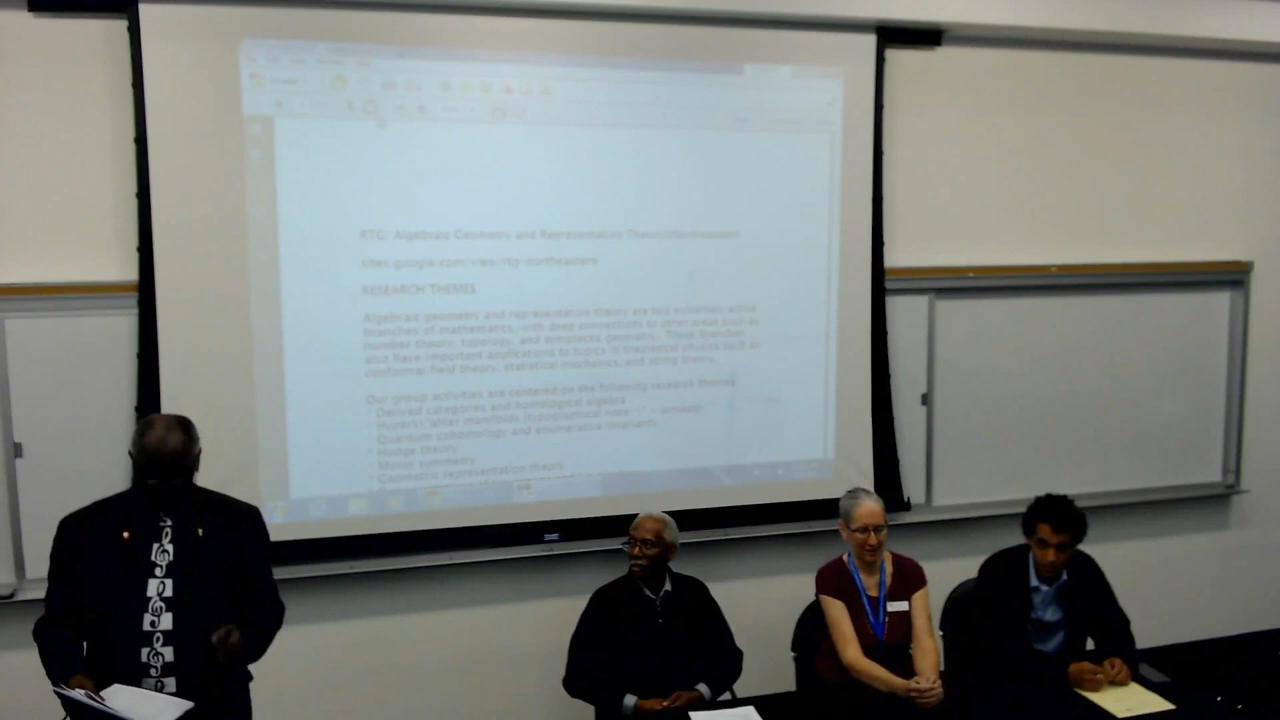 RTG: Algebraic Geometry and Representation Theory@Northeastern
sites.google.com/view/rtg-northeastern
RESEARCH THEMES
Algebraic geometry and representation theory are two extremely active
branches of mathematics, with deep connections to other areas such as
number theory, topology, and symplectic geometry. These branches
also have important applications to topics in theoretical physics such as
conformal field theory, statistical mechanics, and string theory.
Our group activities are centered on the following research themes
* Derived categories and homological algebra
* manifolds (typographical note:
* Quantum cohomology and enumerative invariants
* Hodge theory
* Mirror symmetry
* Geometric representation theory